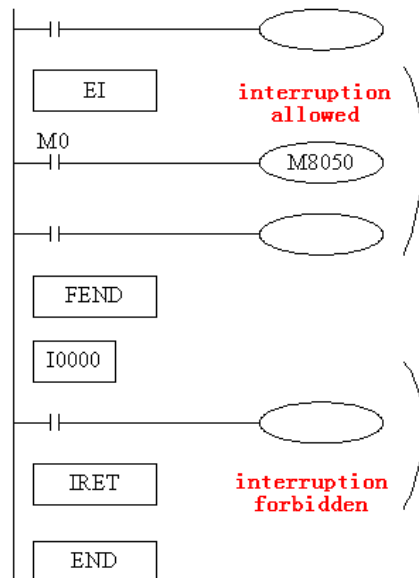 EI
interruption
allowed
M0
M8050
FEND
I0000
IRET
interruption
forbidden
END